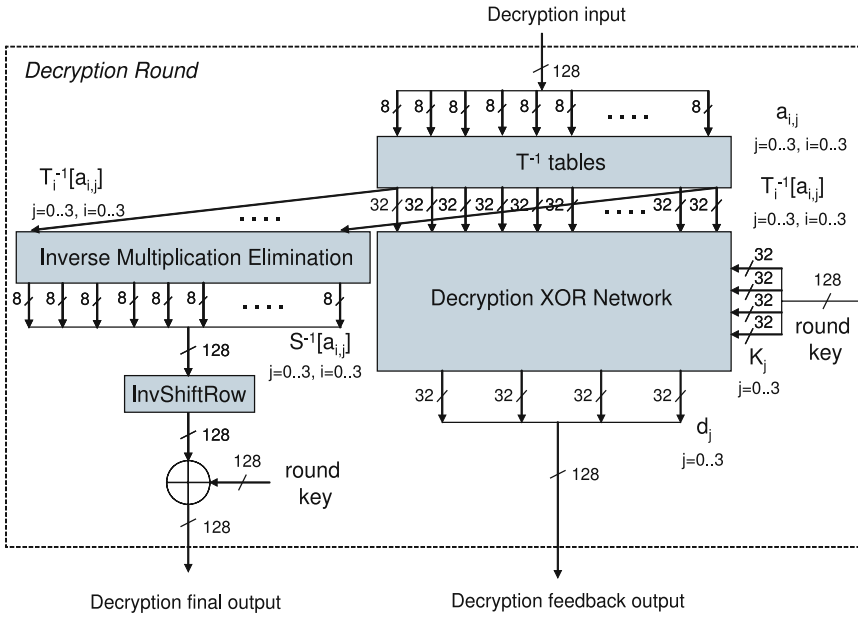 Decryption input
Decryption Round
128
8 8 8 8 8 8 .... 8
a_{i,j}
j=0..3, i=0..3
T⁻¹ tables
T_i⁻¹[a_{i,j}]
j=0..3, i=0..3
....
32 32 32 32 32 32 .... 32 32
T_i⁻¹[a_{i,j}]
j=0..3, i=0..3
Inverse Multiplication Elimination
Decryption XOR Network
32
32
32
32
128
round
key
K_j
j=0..3
8 8 8 8 8 8 .... 8
128
S⁻¹[a_{i,j}]
j=0..3, i=0..3
InvShiftRow
128
32 32 32 32
d_j
j=0..3
128
round
key
128
128
Decryption final output
Decryption feedback output